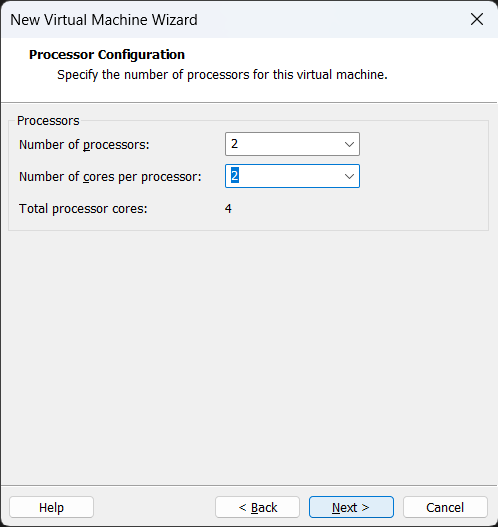 New Virtual Machine Wizard
Processor Configuration
Specify the number of processors for this virtual machine.
Processors
Number of processors: 2
Number of cores per processor: 2
Total processor cores: 4
Help < Back Next > Cancel